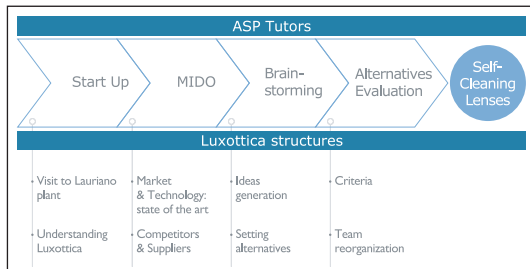 ASP Tutors
Start Up
MIDO
Brain-
storming
Alternatives
Evaluation
Self-
Cleaning
Lenses
Luxottica structures
• Visit to Lauriano
plant
• Understanding
Luxottica
• Market
& Technology:
state of the art
• Competitors
& Suppliers
• Ideas
generation
• Setting
alternatives
• Criteria
• Team
reorganization